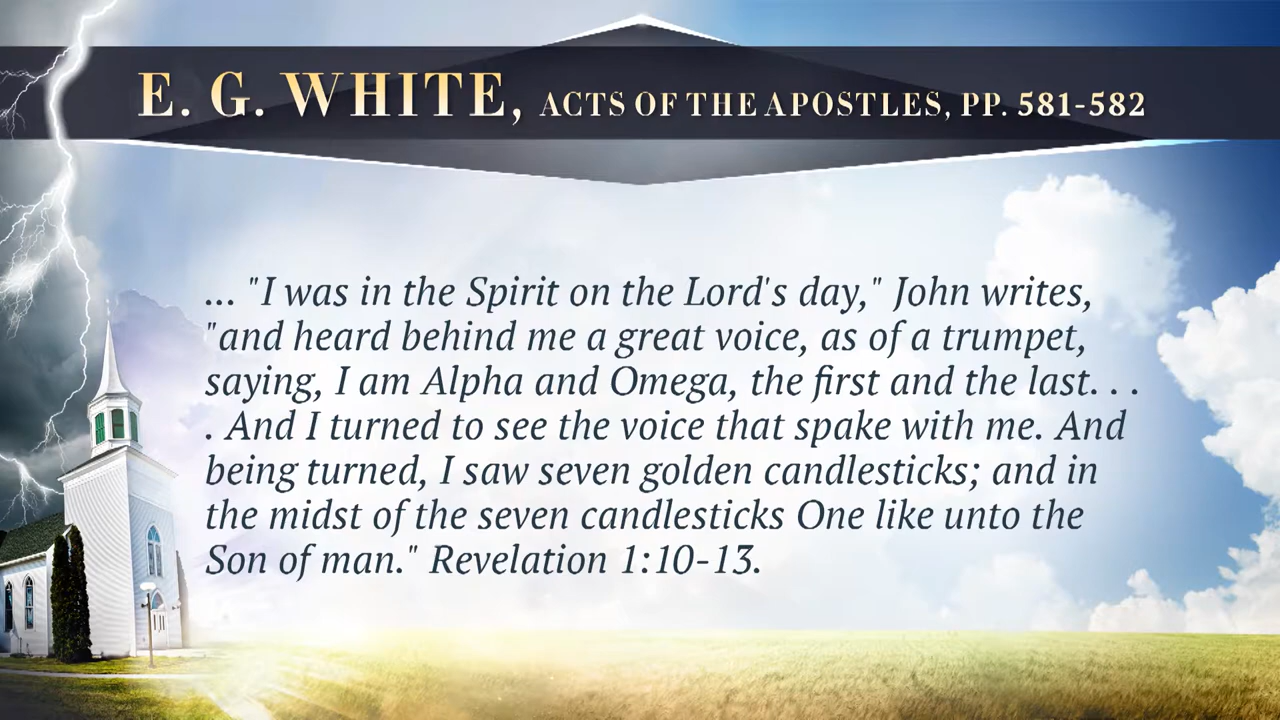 E. G. WHITE, ACTS OF THE APOSTLES, PP. 581-582
... "I was in the Spirit on the Lord's day," John writes,
"and heard behind me a great voice, as of a trumpet,
saying, I am Alpha and Omega, the first and the last. . .
. And I turned to see the voice that spake with me. And
being turned, I saw seven golden candlesticks; and in
the midst of the seven candlesticks One like unto the
Son of man." Revelation 1:10-13.